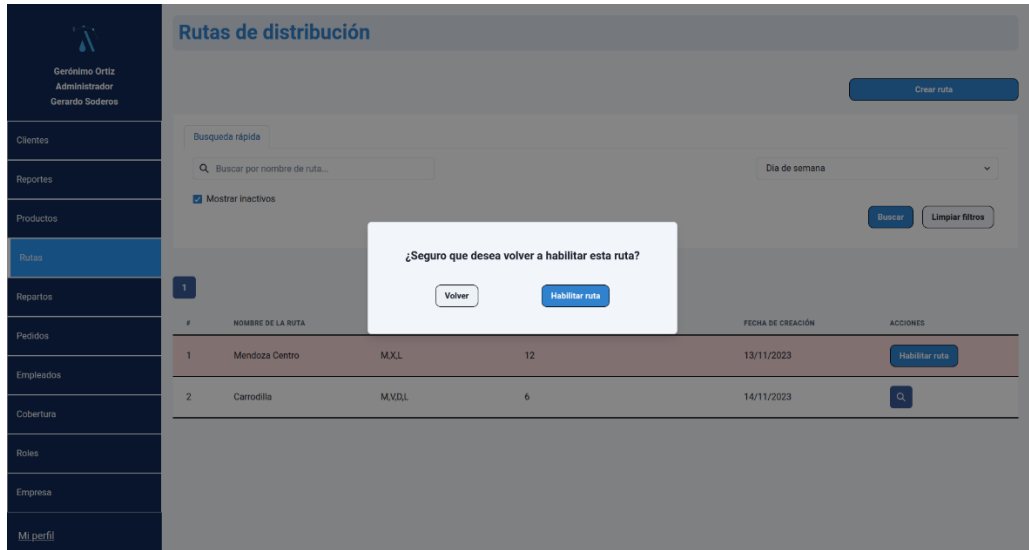 Gerónimo Ortiz
Administrador
Gerardo Soderos
Clientes
Reportes
Productos
Rutas
Repartos
Pedidos
Empleados
Cobertura
Roles
Empresa
Mi perfil
Rutas de distribución
Crear ruta
Busqueda rápida
Buscar por nombre de ruta...
Dia de semana
Mostrar inactivos
Buscar Limpiar filtros
¿Seguro que desea volver a habilitar esta ruta?
Volver Habilitar ruta
1
# NOMBRE DE LA RUTA FECHA DE CREACIÓN ACCIONES
1 Mendoza Centro M,X,L 12 13/11/2023 Habilitar ruta
2 Carrodilla M,V,D,L 6 14/11/2023